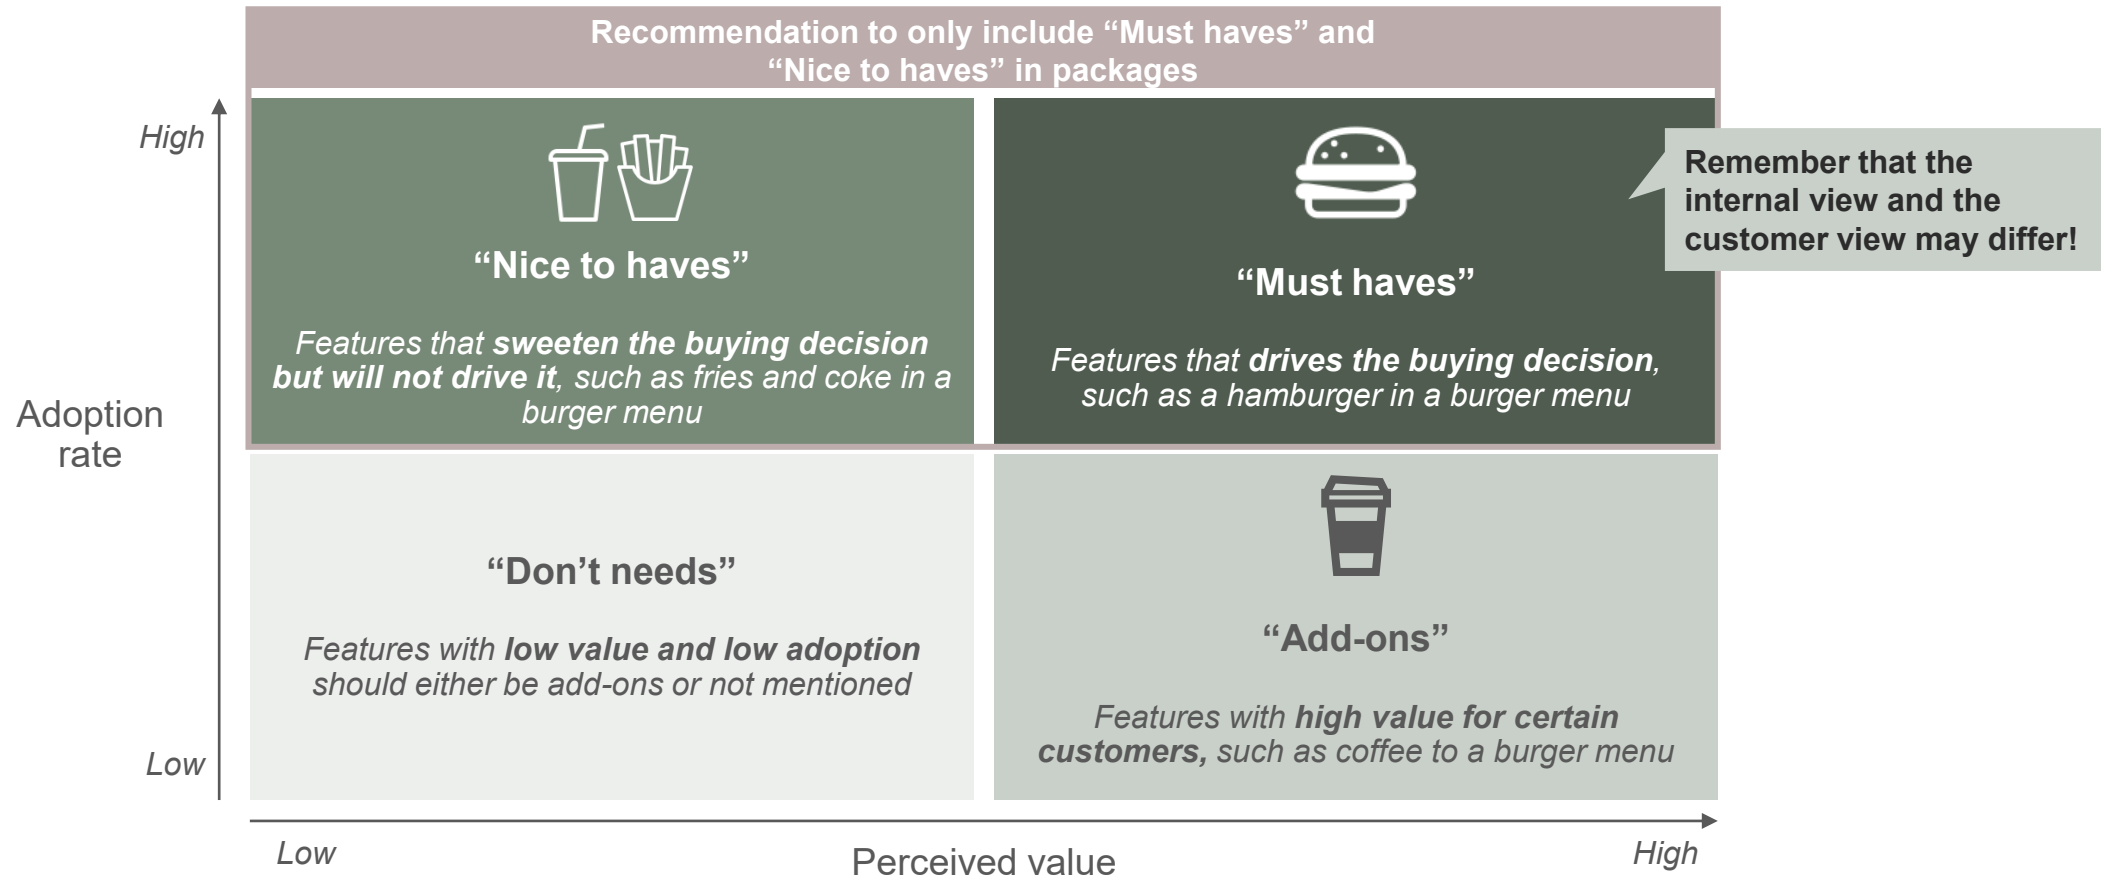 Recommendation to only include “Must haves” and
“Nice to haves” in packages
High
“Nice to haves”
Features that sweeten the buying decision
but will not drive it, such as fries and coke in a
burger menu
“Must haves”
Features that drives the buying decision,
such as a hamburger in a burger menu
Remember that the
internal view and the
customer view may differ!
Adoption
rate
“Don’t needs”
Features with low value and low adoption
should either be add-ons or not mentioned
“Add-ons”
Features with high value for certain
customers, such as coffee to a burger menu
Low
Low
Perceived value
High